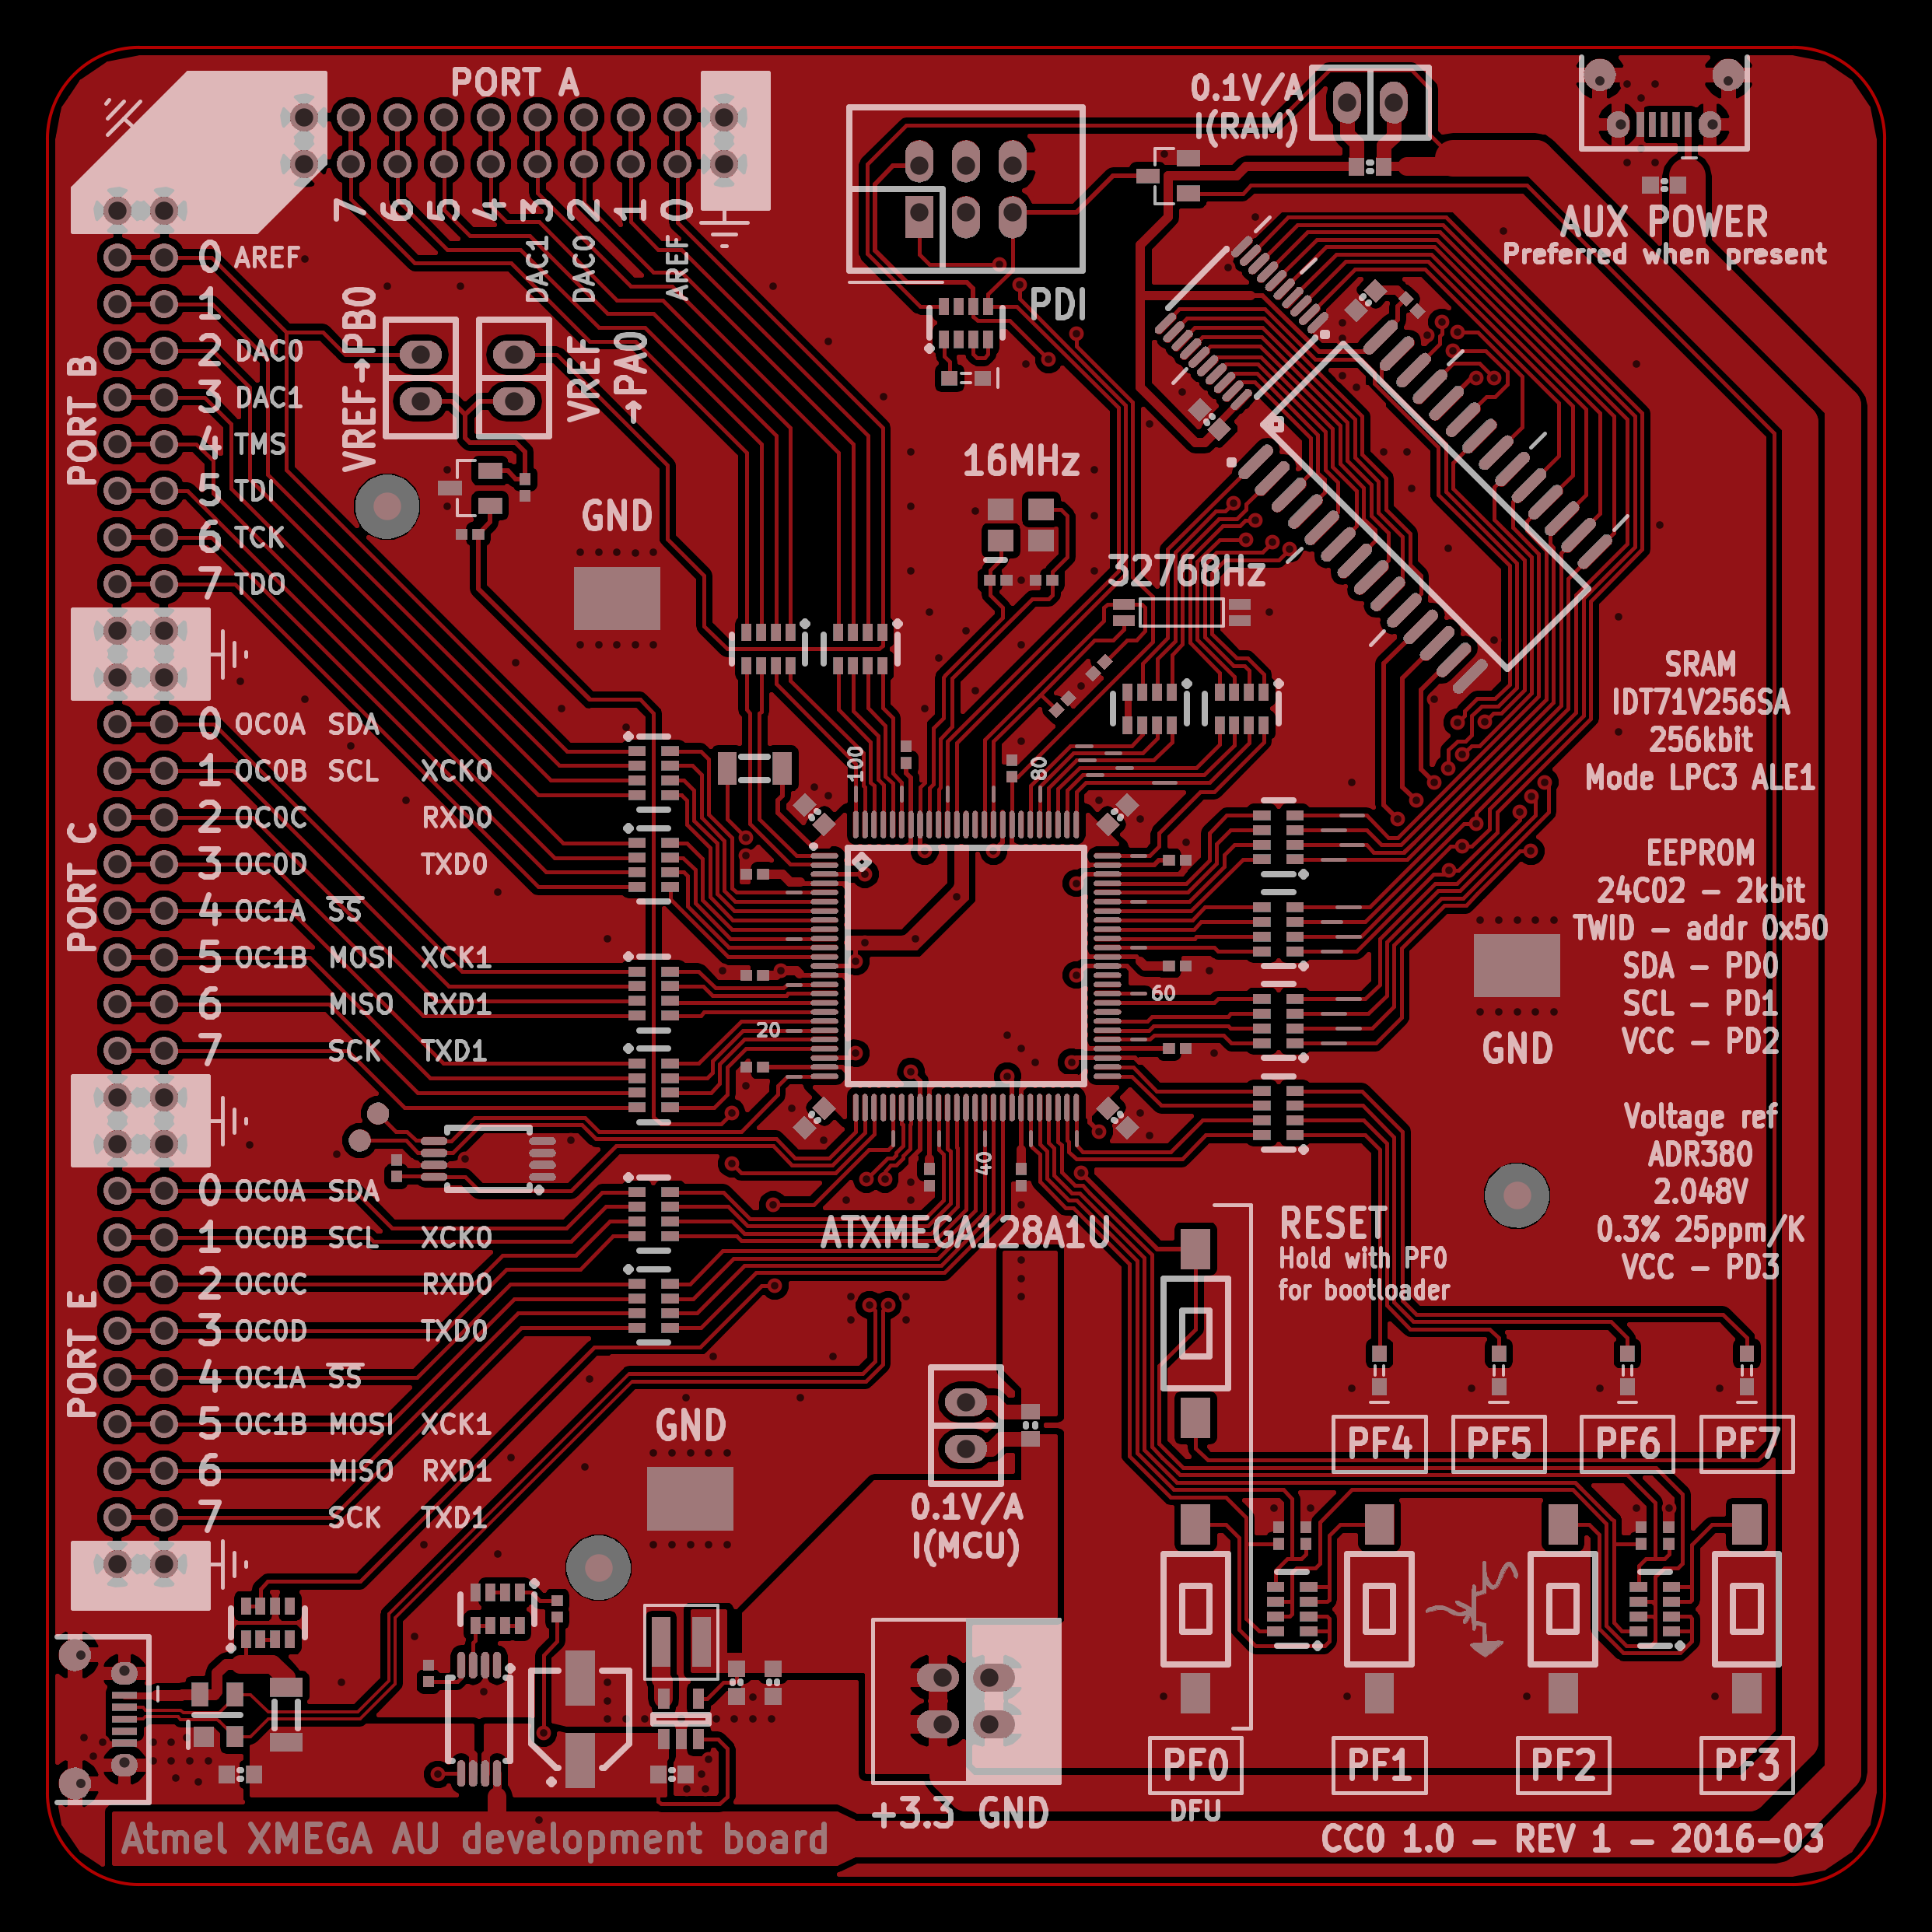 PORT A
7 6 5 4 3 2 1 0
DAC1 DAC0 AREF
0.1V/A
I(RAM)
AUX POWER
Preferred when present
PDI
PORT B
0 AREF
1
2 DAC0
3 DAC1
4 TMS
5 TDI
6 TCK
7 TDO
VREF→PB0
VREF
→PA0
GND
16MHz
32768Hz
PORT C
0 OC0A SDA
1 OC0B SCL XCK0
2 OC0C RXD0
3 OC0D TXD0
4 OC1A SS
5 OC1B MOSI XCK1
6 MISO RXD1
7 SCK TXD1
100
80
60
20
40
ATXMEGA128A1U
SRAM
IDT71V256SA
256kbit
Mode LPC3 ALE1
EEPROM
24C02 - 2kbit
TWID - addr 0x50
SDA - PD0
SCL - PD1
VCC - PD2
GND
Voltage ref
ADR380
2.048V
0.3% 25ppm/K
VCC - PD3
RESET
Hold with PF0
for bootloader
PORT E
0 OC0A SDA
1 OC0B SCL XCK0
2 OC0C RXD0
3 OC0D TXD0
4 OC1A SS
5 OC1B MOSI XCK1
6 MISO RXD1
7 SCK TXD1
GND
0.1V/A
I(MCU)
PF4 PF5 PF6 PF7
PF0 PF1 PF2 PF3
DFU
+3.3 GND
Atmel XMEGA AU development board
CC0 1.0 - REV 1 - 2016-03